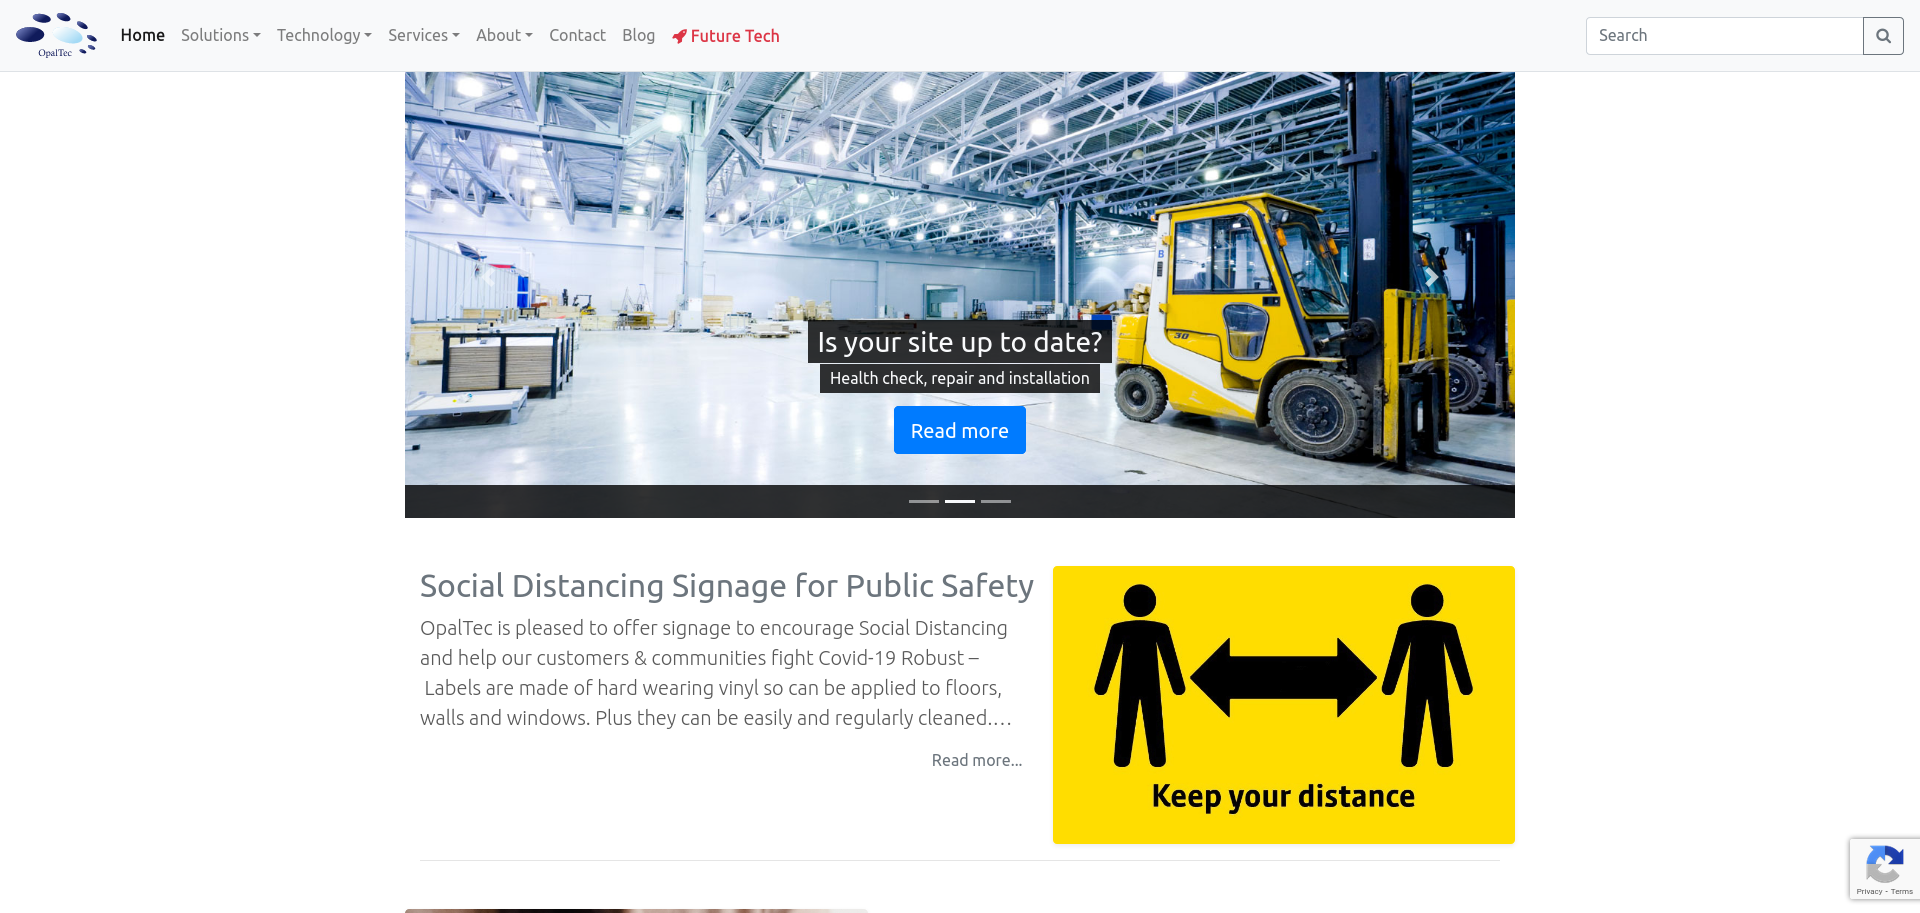 OpalTec
Home Solutions Technology Services About Contact Blog Future Tech
Search
B
30
Is your site up to date?
Health check, repair and installation
Read more
Social Distancing Signage for Public Safety
OpalTec is pleased to offer signage to encourage Social Distancing
and help our customers & communities fight Covid-19 Robust –
Labels are made of hard wearing vinyl so can be applied to floors,
walls and windows. Plus they can be easily and regularly cleaned.…
Read more...
Keep your distance
Privacy - Terms